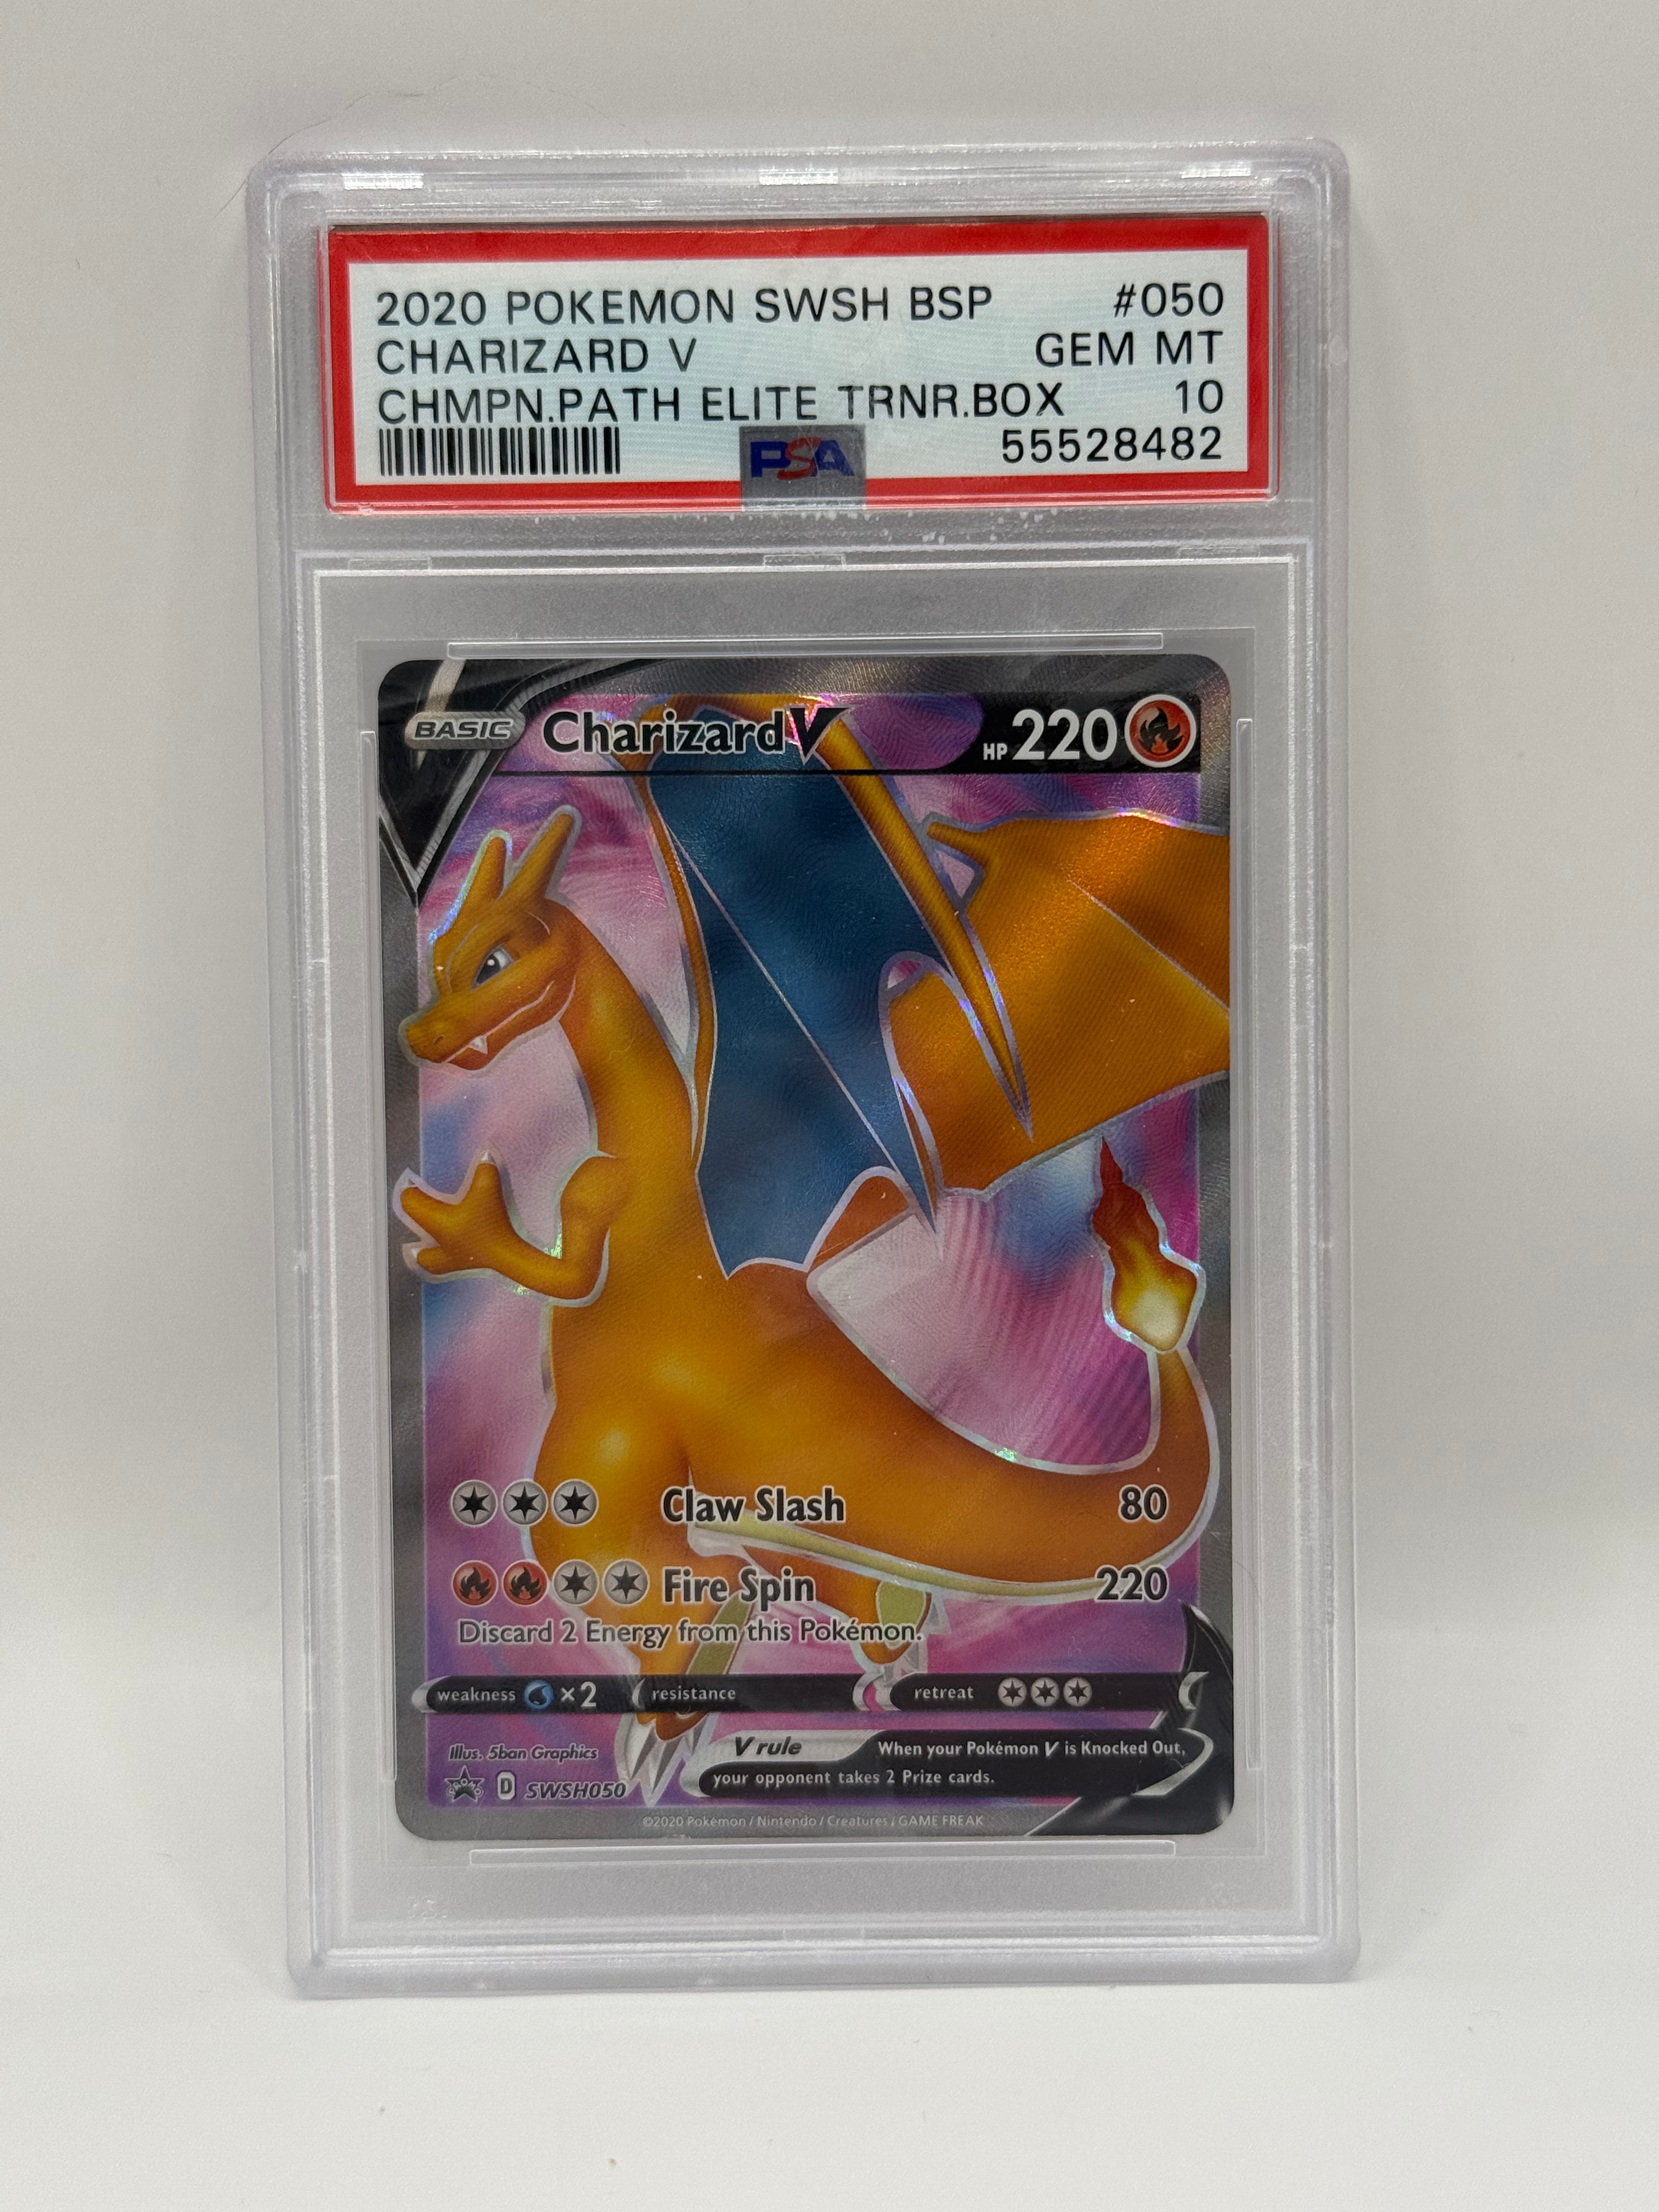 2020 POKEMON SWSH BSP #050
CHARIZARD V GEM MT
CHMPN.PATH ELITE TRNR.BOX 10
55528482
PSA
BASIC Charizard V HP 220
Claw Slash 80
Fire Spin 220
Discard 2 Energy from this Pokémon.
weakness ×2 resistance retreat
Illus. 5ban Graphics
V rule When your Pokémon V is Knocked Out,
your opponent takes 2 Prize cards.
PROMO D SWSH050
©2020 Pokémon / Nintendo / Creatures / GAME FREAK